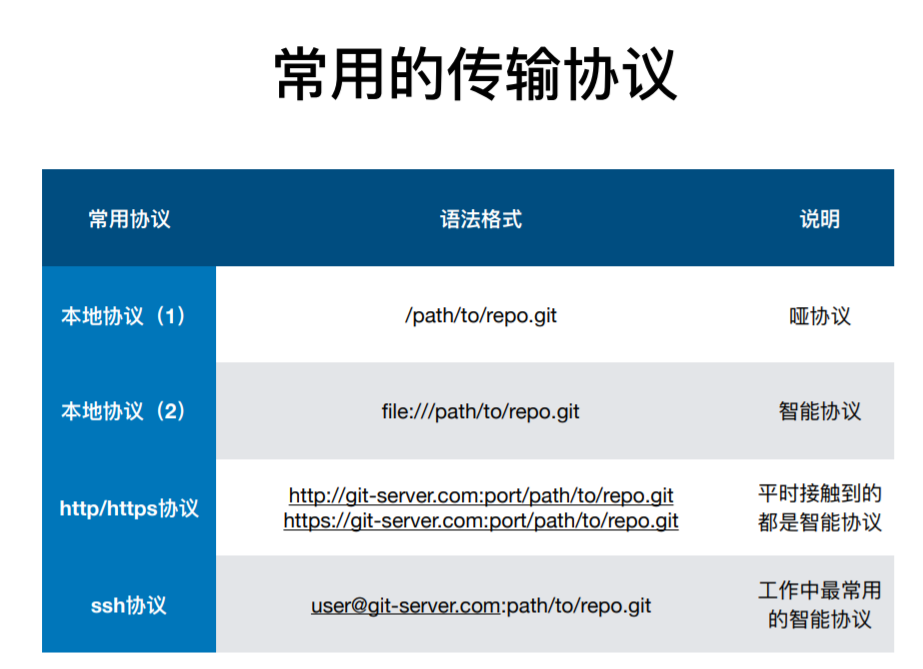 常用的传输协议
常用协议 语法格式 说明
本地协议（1） /path/to/repo.git 哑协议
本地协议（2） file:///path/to/repo.git 智能协议
http/https协议 http://git-server.com:port/path/to/repo.git
https://git-server.com:port/path/to/repo.git
平时接触到的
都是智能协议
ssh协议 user@git-server.com:path/to/repo.git
工作中最常用
的智能协议